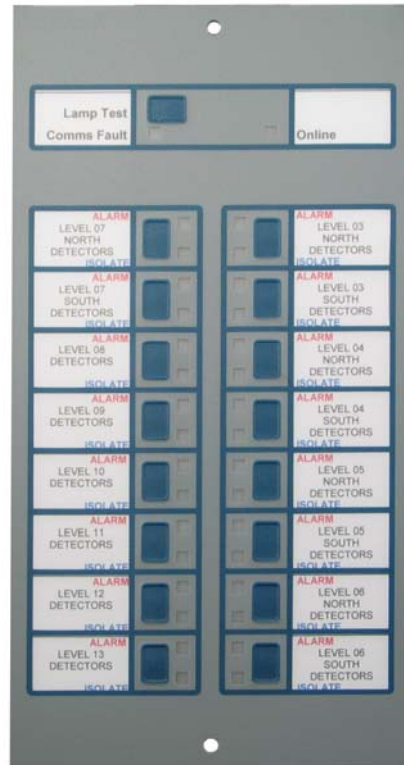 Lamp Test
Comms Fault
Online
ALARM
LEVEL 07
NORTH
DETECTORS
ISOLATE
ALARM
LEVEL 07
SOUTH
DETECTORS
ISOLATE
ALARM
LEVEL 08
DETECTORS
ISOLATE
ALARM
LEVEL 09
DETECTORS
ISOLATE
ALARM
LEVEL 10
DETECTORS
ISOLATE
ALARM
LEVEL 11
DETECTORS
ISOLATE
ALARM
LEVEL 12
DETECTORS
ISOLATE
ALARM
LEVEL 13
DETECTORS
ISOLATE
ALARM
LEVEL 03
NORTH
DETECTORS
ISOLATE
ALARM
LEVEL 03
SOUTH
DETECTORS
ISOLATE
ALARM
LEVEL 04
NORTH
DETECTORS
ISOLATE
ALARM
LEVEL 04
SOUTH
DETECTORS
ISOLATE
ALARM
LEVEL 05
NORTH
DETECTORS
ISOLATE
ALARM
LEVEL 05
SOUTH
DETECTORS
ISOLATE
ALARM
LEVEL 06
NORTH
DETECTORS
ISOLATE
ALARM
LEVEL 06
SOUTH
DETECTORS
ISOLATE